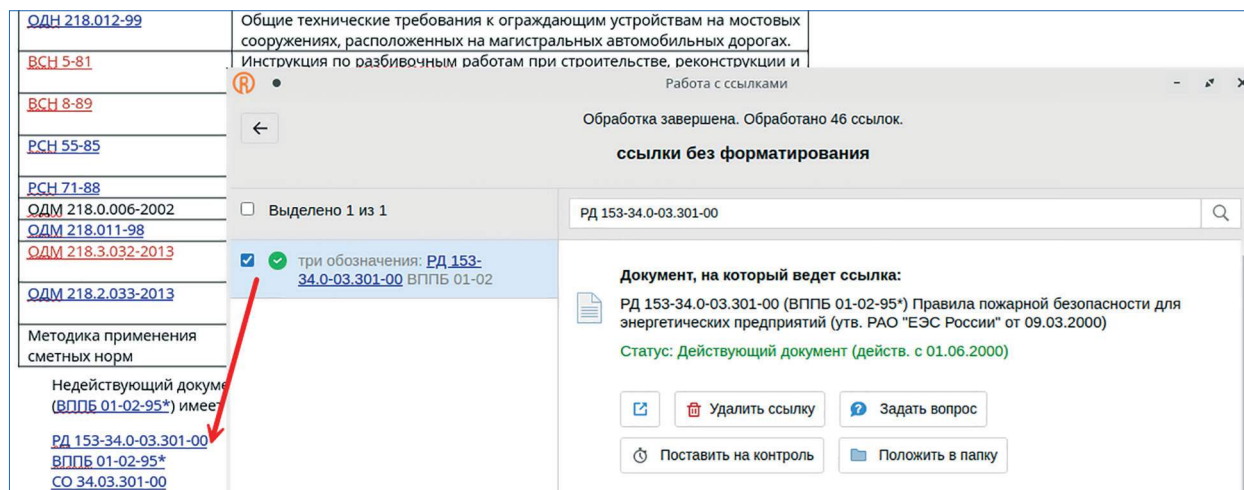 ОДН 218.012-99
Общие технические требования к ограждающим устройствам на мостовых
сооружениях, расположенных на магистральных автомобильных дорогах.
ВСН 5-81
Инструкция по разбивочным работам при строительстве, реконструкции и
ВСН 8-89
РСН 55-85
РСН 71-88
ОДМ 218.0.006-2002
ОДМ 218.011-98
ОДМ 218.3.032-2013
ОДМ 218.2.033-2013
Методика применения
сметных норм
Недействующий докуме
(ВППБ 01-02-95*) имеет
РД 153-34.0-03.301-00
ВППБ 01-02-95*
СО 34.03.301-00
Работа с ссылками
Обработка завершена. Обработано 46 ссылок.
ссылки без форматирования
Выделено 1 из 1
три обозначения: РД 153-
34.0-03.301-00 ВППБ 01-02
РД 153-34.0-03.301-00
Документ, на который ведет ссылка:
РД 153-34.0-03.301-00 (ВППБ 01-02-95*) Правила пожарной безопасности для
энергетических предприятий (утв. РАО "ЕЭС России" от 09.03.2000)
Статус: Действующий документ (действ. с 01.06.2000)
Удалить ссылку
Задать вопрос
Поставить на контроль
Положить в папку